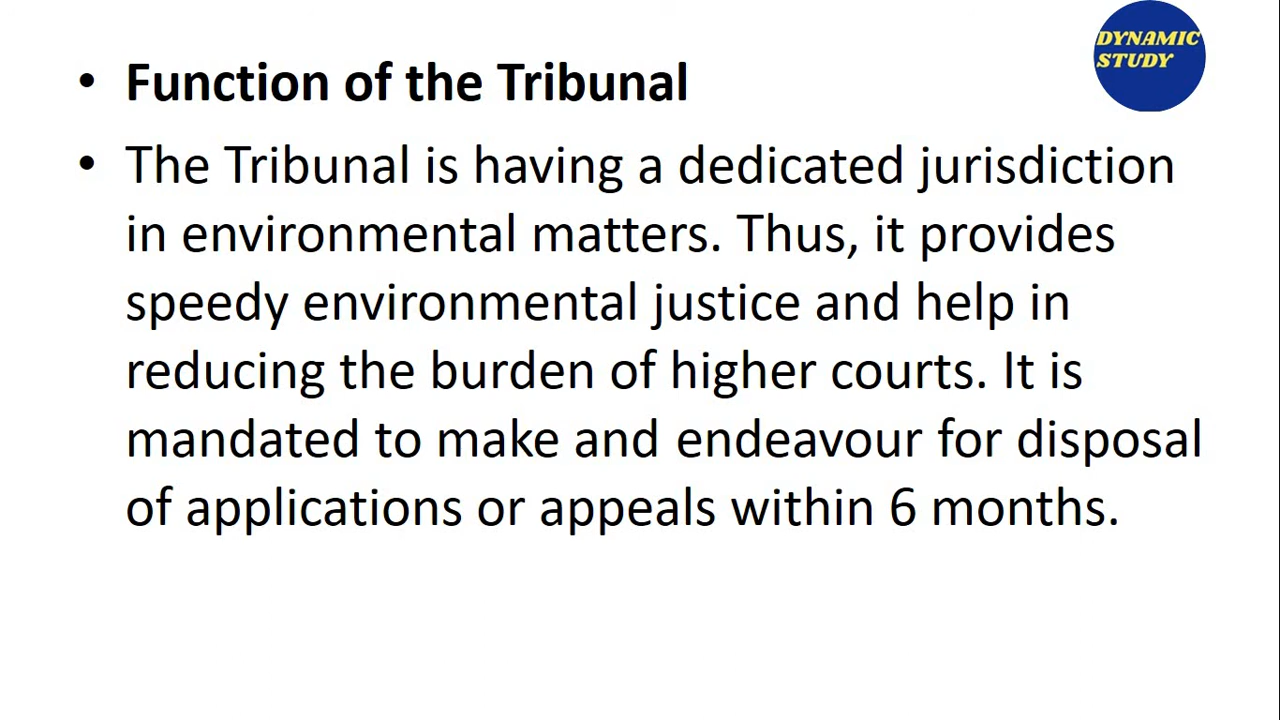 DYNAMIC
STUDY
• Function of the Tribunal
• The Tribunal is having a dedicated jurisdiction
in environmental matters. Thus, it provides
speedy environmental justice and help in
reducing the burden of higher courts. It is
mandated to make and endeavour for disposal
of applications or appeals within 6 months.